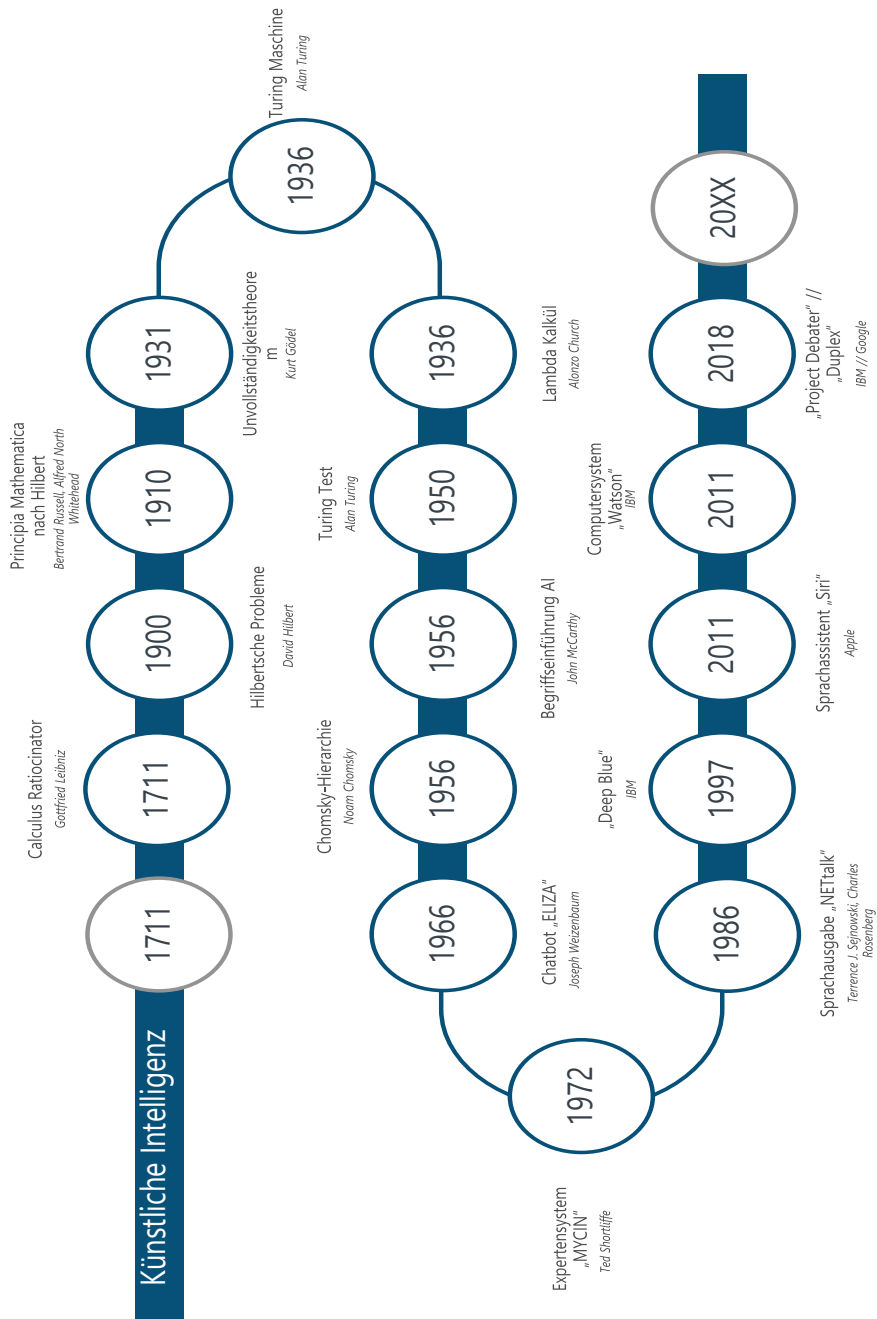 Künstliche Intelligenz
1711
1711
Calculus Ratiocinator
Gottfried Leibniz
1900
Hilbertsche Probleme
David Hilbert
1910
Principia Mathematica
nach Hilbert
Bertrand Russell, Alfred North
Whitehead
1931
Unvollständigkeitstheore
m
Kurt Gödel
1936
Turing Maschine
Alan Turing
1936
Lambda Kalkül
Alonzo Church
1950
Turing Test
Alan Turing
1956
Begriffseinführung AI
John McCarthy
1956
Chomsky-Hierarchie
Noam Chomsky
1966
Chatbot „ELIZA“
Joseph Weizenbaum
1972
Expertensystem
„MYCIN“
Ted Shortliffe
1986
Sprachausgabe „NETtalk“
Terrence J. Sejnowski, Charles
Rosenberg
1997
„Deep Blue“
IBM
2011
Sprachassistent „Siri“
Apple
2011
Computersystem
„Watson“
IBM
2018
„Project Debater“ //
„Duplex“
IBM // Google
20XX